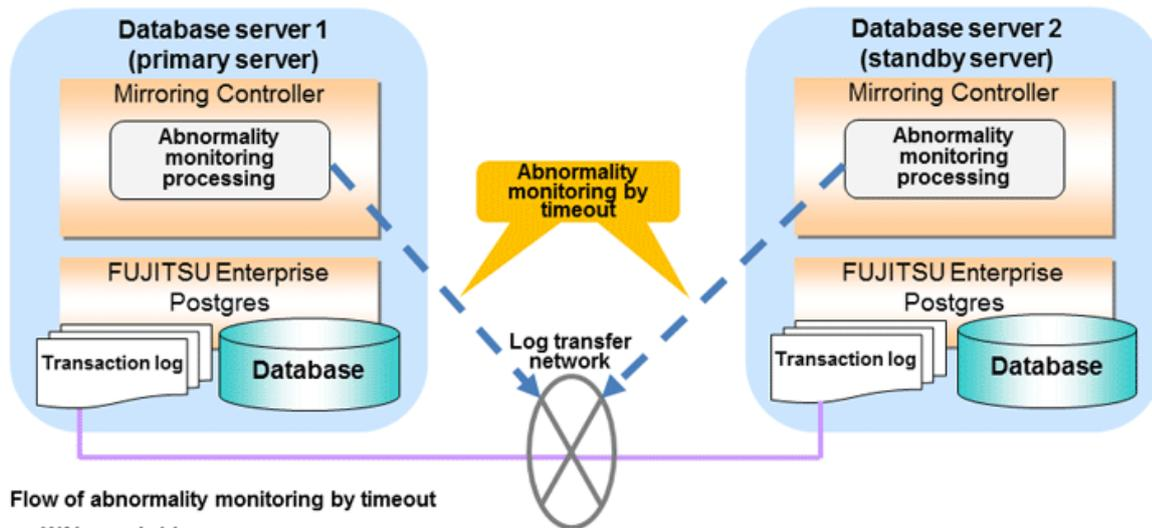 Database server 1
(primary server)
Mirroring Controller
Abnormality
monitoring
processing
FUJITSU Enterprise
Postgres
Transaction log
Database
Abnormality
monitoring by
timeout
Log transfer
network
Database server 2
(standby server)
Mirroring Controller
Abnormality
monitoring
processing
FUJITSU Enterprise
Postgres
Transaction log
Database
Flow of abnormality monitoring by timeout